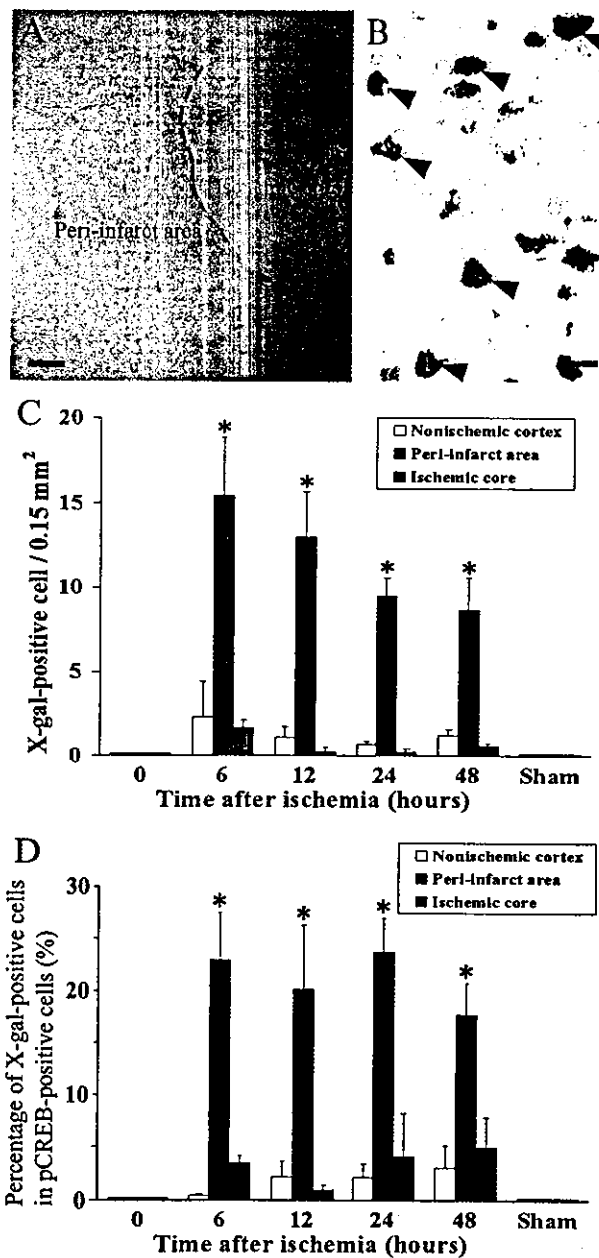 A
B
Peri-infarct area
C
20
15
10
5
0
X-gal-positive cell / 0.15 mm²
Nonischemic cortex
Peri-infarct area
Ischemic core
*
*
*
*
0 6 12 24 48 Sham
Time after ischemia (hours)
D
30
20
10
0
Percentage of X-gal-positive cells
in pCREB-positive cells (%)
Nonischemic cortex
Peri-infarct area
Ischemic core
*
*
*
*
0 6 12 24 48 Sham
Time after ischemia (hours)